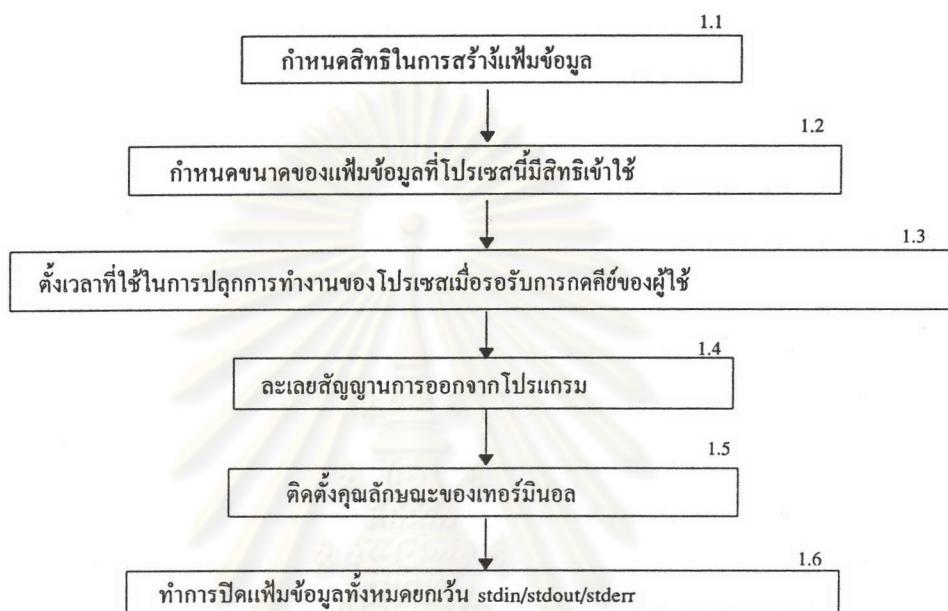 1.1
กำหนดสิทธิในการสร้างแฟ้มข้อมูล
1.2
กำหนดขนาดของแฟ้มข้อมูลที่โปรเซสนี้มีสิทธิเข้าใช้
1.3
ตั้งเวลาที่ใช้ในการปลุกการทำงานของโปรเซสเมื่อรอรับการกดคีย์ของผู้ใช้
1.4
ละเลยสัญญานการออกจากโปรแกรม
1.5
ติดตั้งคุณลักษณะของเทอร์มินอล
1.6
ทำการปิดแฟ้มข้อมูลทั้งหมดยกเว้น stdin/stdout/stderr